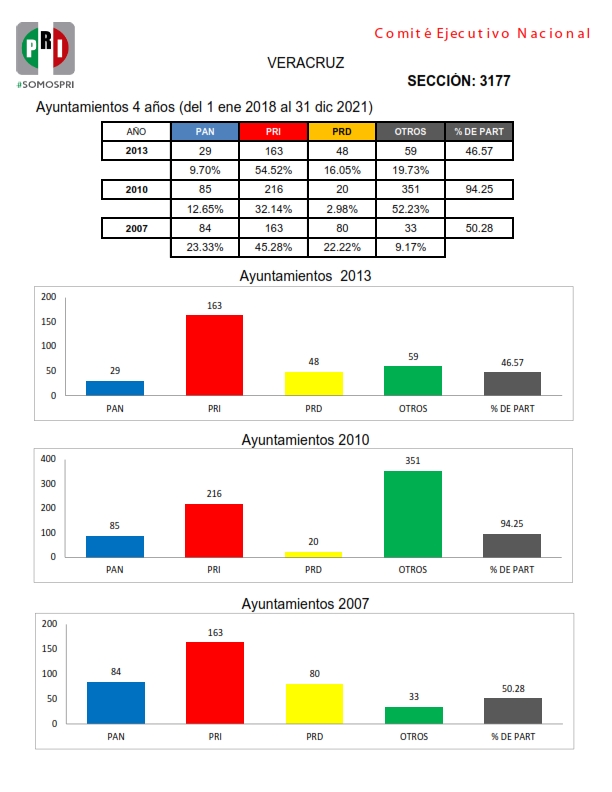 Comité Ejecutivo Nacional
PRI
#SOMOSPRI
VERACRUZ
SECCIÓN: 3177
Ayuntamientos 4 años (del 1 ene 2018 al 31 dic 2021)
AÑO PAN PRI PRD OTROS % DE PART
2013 29 163 48 59 46.57
9.70% 54.52% 16.05% 19.73%
2010 85 216 20 351 94.25
12.65% 32.14% 2.98% 52.23%
2007 84 163 80 33 50.28
23.33% 45.28% 22.22% 9.17%
Ayuntamientos 2013
200
150
100
50
0
29 163 48 59 46.57
PAN PRI PRD OTROS % DE PART
Ayuntamientos 2010
400
300
200
100
0
85 216 20 351 94.25
PAN PRI PRD OTROS % DE PART
Ayuntamientos 2007
200
150
100
50
0
84 163 80 33 50.28
PAN PRI PRD OTROS % DE PART